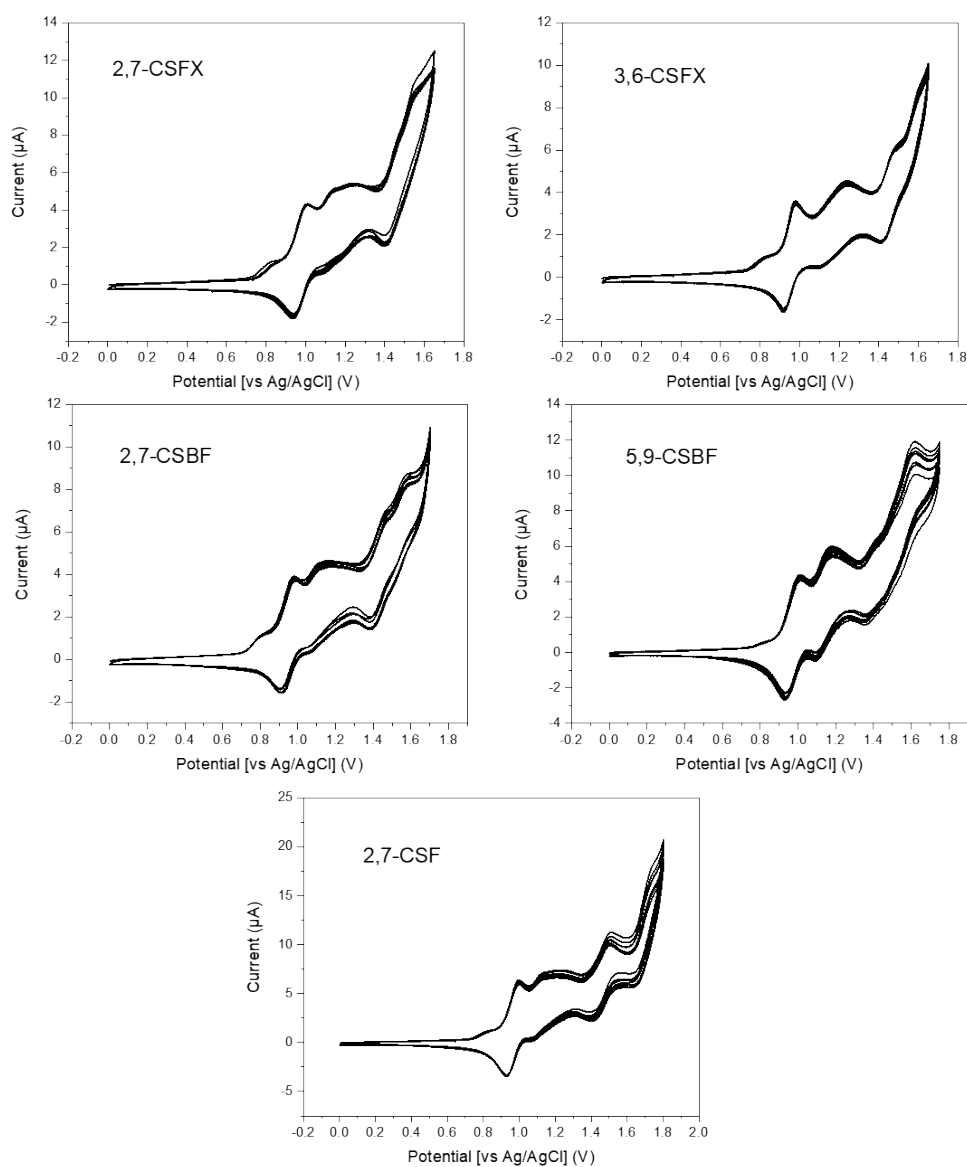 2,7-CSFX
14
12
10
8
6
4
2
0
-2
Current (µA)
-0.2 0.0 0.2 0.4 0.6 0.8 1.0 1.2 1.4 1.6 1.8
Potential [vs Ag/AgCl] (V)
3,6-CSFX
12
10
8
6
4
2
0
-2
Current (µA)
-0.2 0.0 0.2 0.4 0.6 0.8 1.0 1.2 1.4 1.6 1.8
Potential [vs Ag/AgCl] (V)
2,7-CSBF
12
10
8
6
4
2
0
-2
Current (µA)
-0.2 0.0 0.2 0.4 0.6 0.8 1.0 1.2 1.4 1.6 1.8
Potential [vs Ag/AgCl] (V)
5,9-CSBF
14
12
10
8
6
4
2
0
-2
-4
Current (µA)
-0.2 0.0 0.2 0.4 0.6 0.8 1.0 1.2 1.4 1.6 1.8
Potential [vs Ag/AgCl] (V)
2,7-CSF
25
20
15
10
5
0
-5
Current (µA)
-0.2 0.0 0.2 0.4 0.6 0.8 1.0 1.2 1.4 1.6 1.8 2.0
Potential [vs Ag/AgCl] (V)